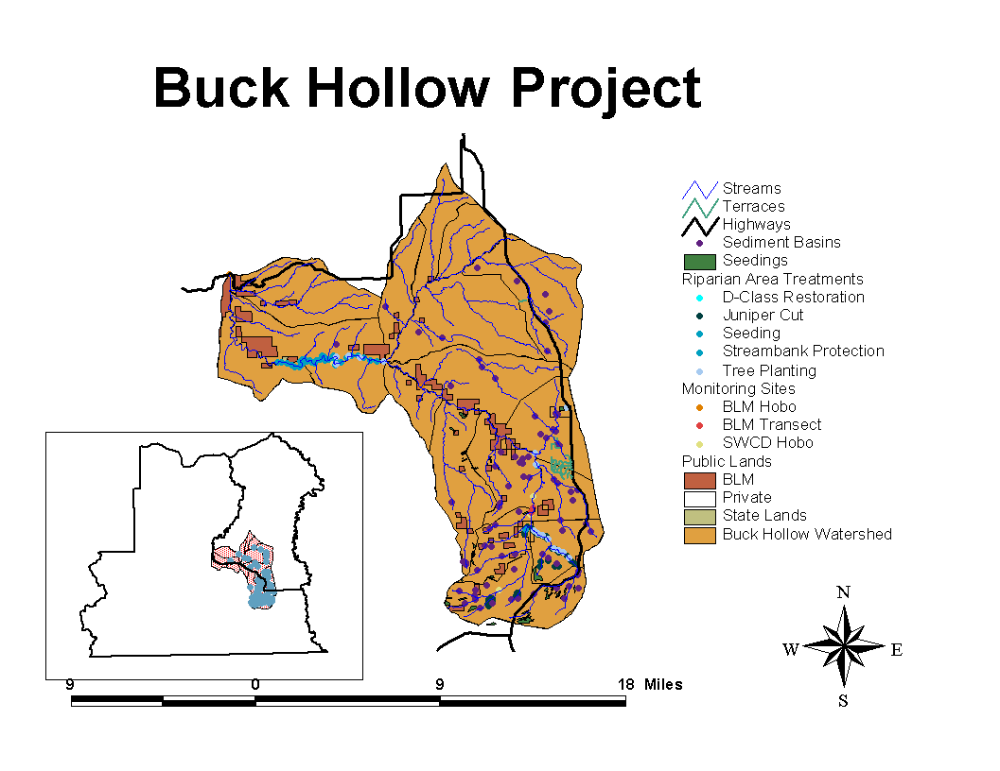 Buck Hollow Project
Streams
Terraces
Highways
Sediment Basins
Seedings
Riparian Area Treatments
D-Class Restoration
Juniper Cut
Seeding
Streambank Protection
Tree Planting
Monitoring Sites
BLM Hobo
BLM Transect
SWCD Hobo
Public Lands
BLM
Private
State Lands
Buck Hollow Watershed
N
W E
S
9 0 9 18 Miles